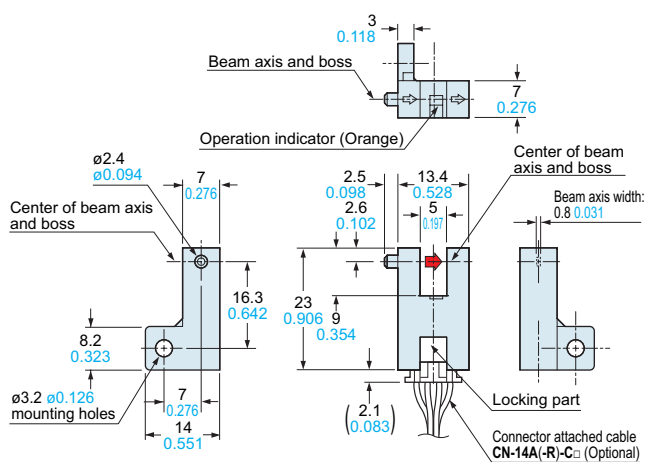 3
0.118
Beam axis and boss
7
0.276
Operation indicator (Orange)
ø2.4
ø0.094
7
0.276
Center of beam axis
and boss
16.3
0.642
8.2
0.323
ø3.2 ø0.126
mounting holes
7
0.276
14
0.551
2.5
0.098
13.4
0.528
Center of beam
axis and boss
2.6
0.102
5
0.197
23
0.906
9
0.354
Locking part
(2.1
0.083)
Connector attached cable
CN-14A(-R)-C□ (Optional)
Beam axis width:
0.8 0.031